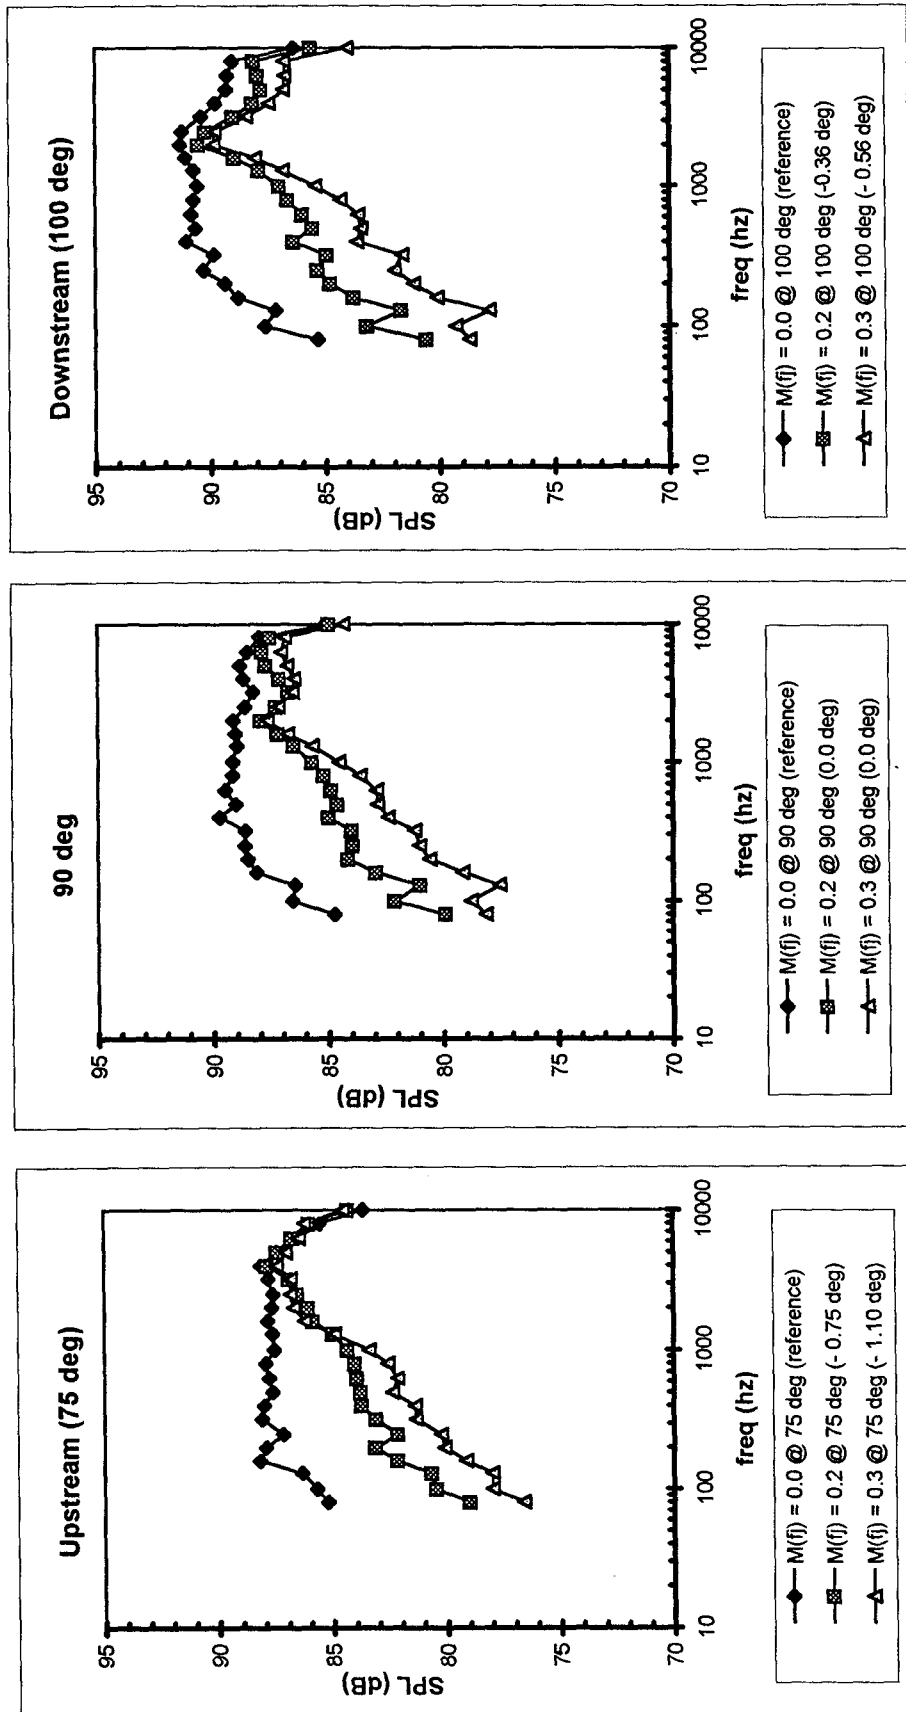 Upstream (75 deg)
95
90
85
80
75
70
SPL (dB)
10
100
1000
10000
freq (hz)
M(fj) = 0.0 @ 75 deg (reference)
M(fj) = 0.2 @ 75 deg (- 0.75 deg)
M(fj) = 0.3 @ 75 deg (- 1.10 deg)
90 deg
95
90
85
80
75
70
SPL (dB)
10
100
1000
10000
freq (hz)
M(fj) = 0.0 @ 90 deg (reference)
M(fj) = 0.2 @ 90 deg (0.0 deg)
M(fj) = 0.3 @ 90 deg (0.0 deg)
Downstream (100 deg)
95
90
85
80
75
70
SPL (dB)
10
100
1000
10000
freq (hz)
M(fj) = 0.0 @ 100 deg (reference)
M(fj) = 0.2 @ 100 deg (-0.36 deg)
M(fj) = 0.3 @ 100 deg (- 0.56 deg)